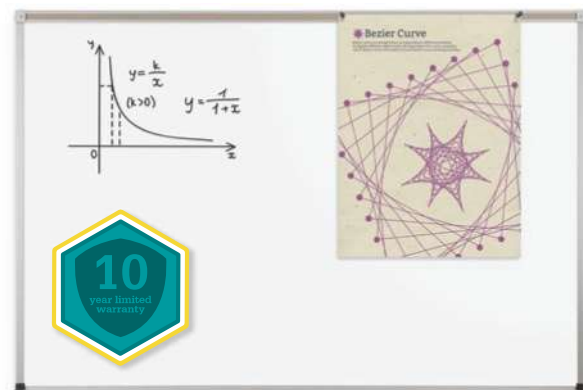 y
y = k/x
(k>0)
y = 1/1+x
0
x
Bezier Curve
10
year limited
warranty